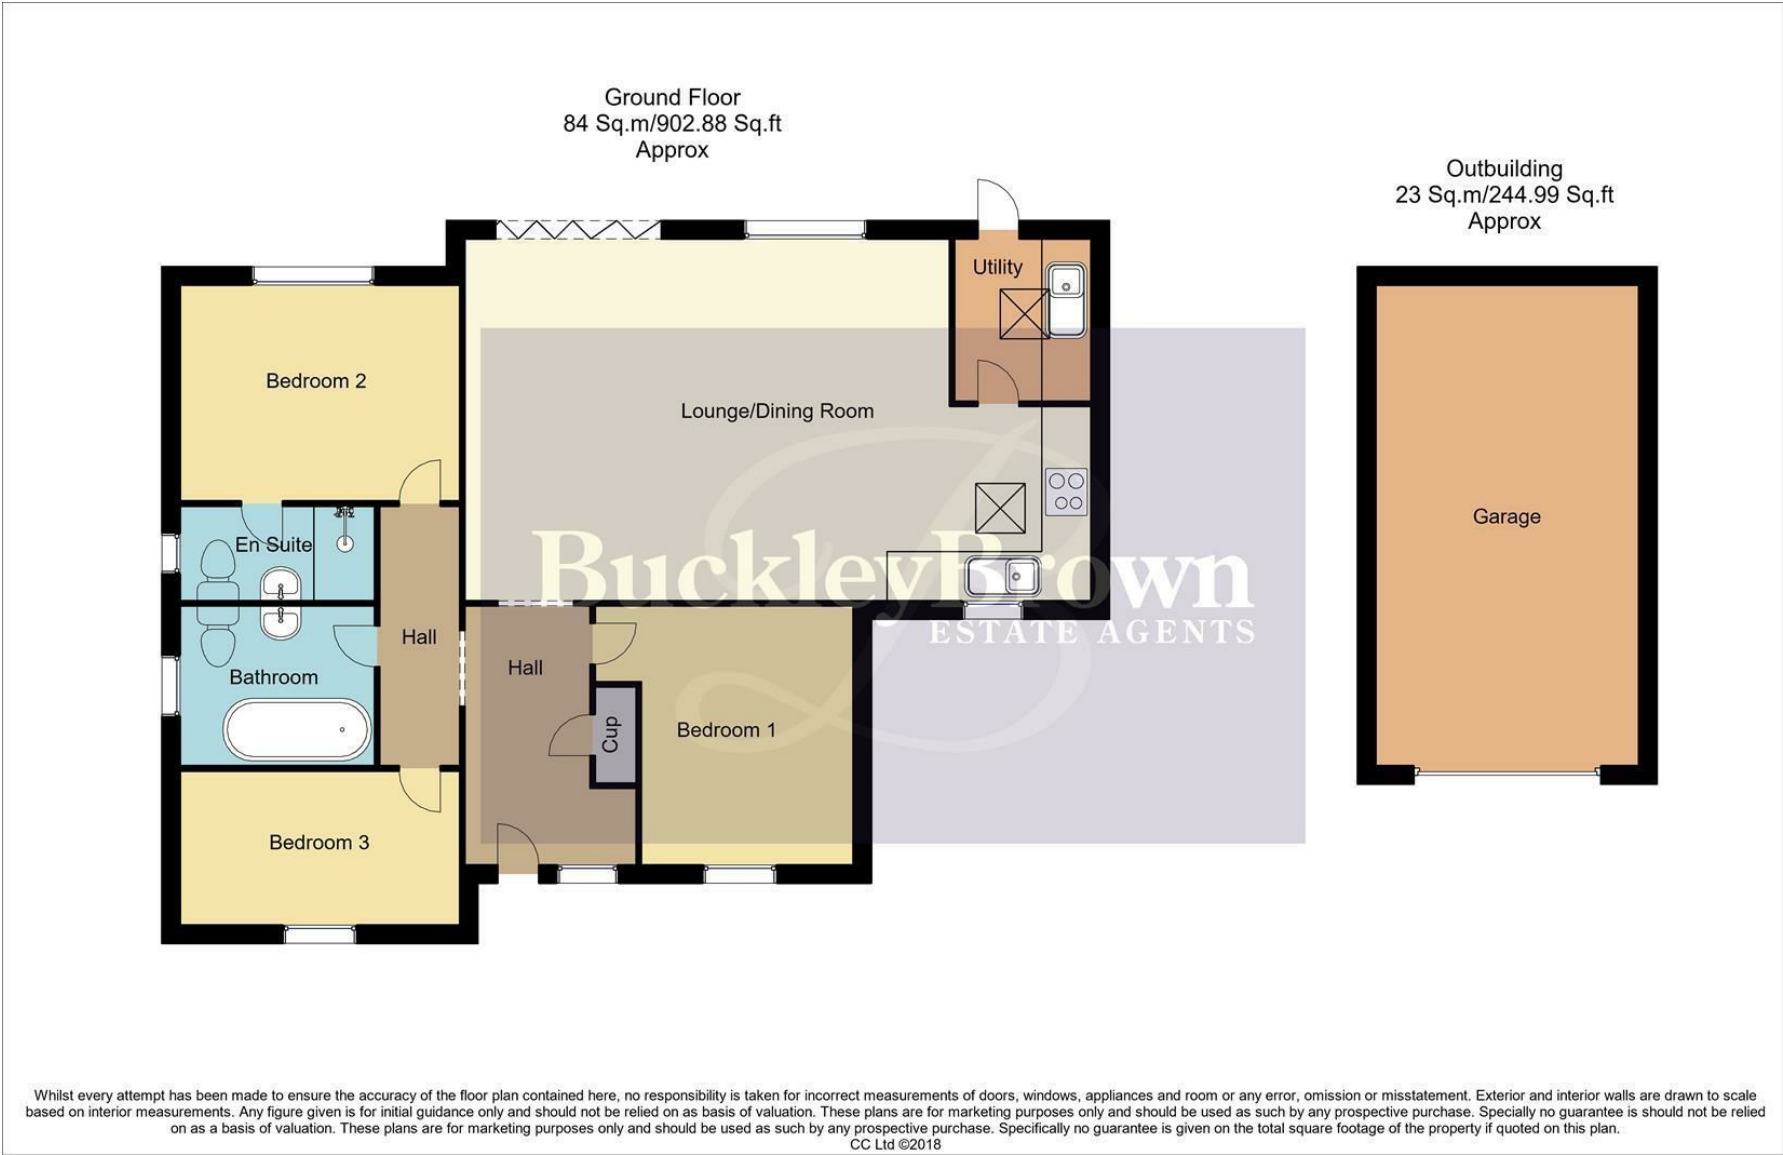 Ground Floor
84 Sq.m/902.88 Sq.ft
Approx
Outbuilding
23 Sq.m/244.99 Sq.ft
Approx
Utility
Bedroom 2
Lounge/Dining Room
Garage
En Suite
BuckleyBrown
ESTATE AGENTS
Hall
Hall
Bathroom
Cup
Bedroom 1
Bedroom 3
Whilst every attempt has been made to ensure the accuracy of the floor plan contained here, no responsibility is taken for incorrect measurements of doors, windows, appliances and room or any error, omission or misstatement. Exterior and interior walls are drawn to scale
based on interior measurements. Any figure given is for initial guidance only and should not be relied on as basis of valuation. These plans are for marketing purposes only and should be used as such by any prospective purchase. Specially no guarantee is should not be relied
on as a basis of valuation. These plans are for marketing purposes only and should be used as such by any prospective purchase. Specifically no guarantee is given on the total square footage of the property if quoted on this plan.
CC Ltd ©2018